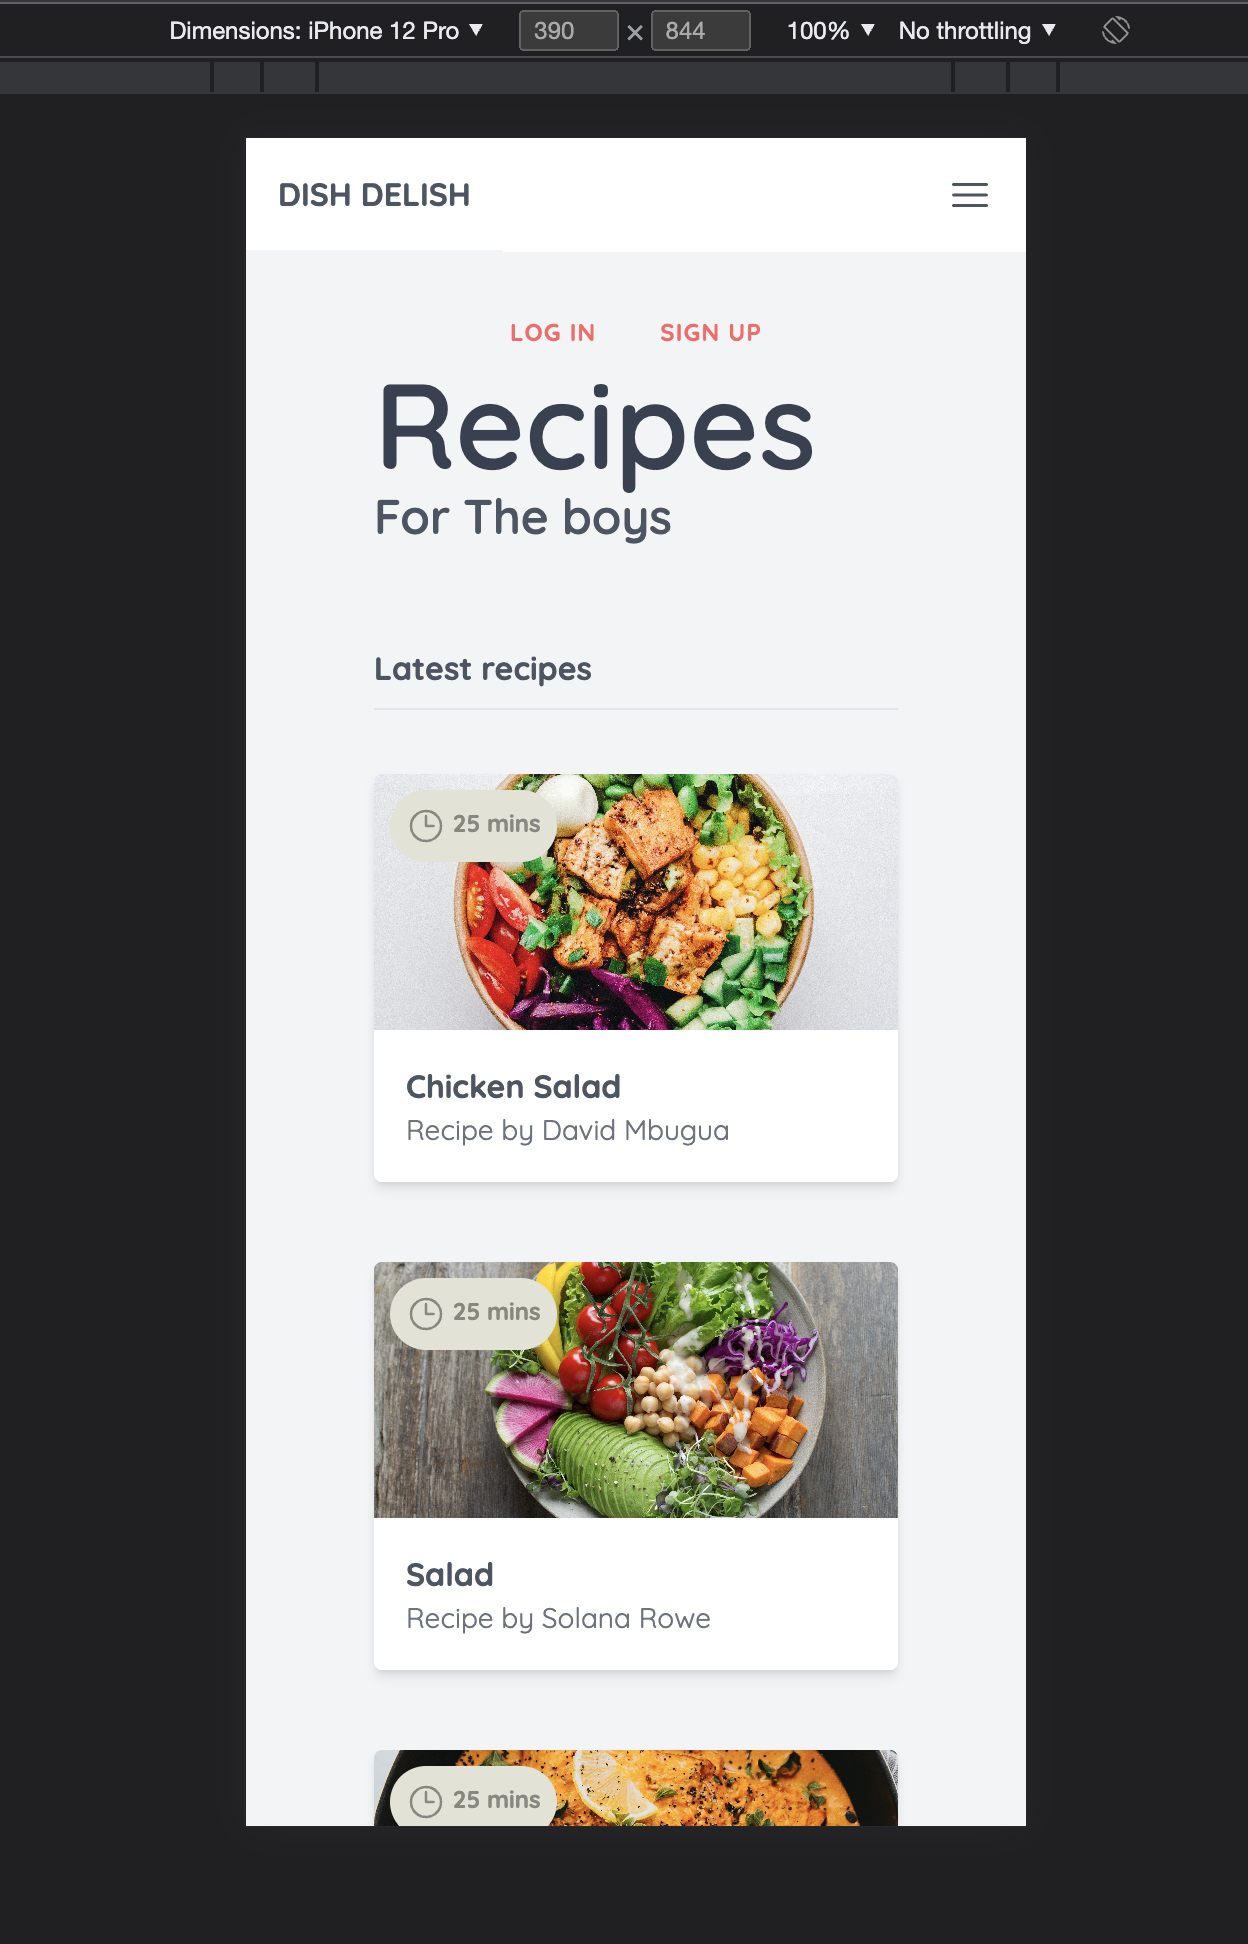 Dimensions: iPhone 12 Pro ▼ 390 × 844 100% ▼ No throttling ▼
DISH DELISH
LOG IN SIGN UP
Recipes
For The boys
Latest recipes
25 mins
Chicken Salad
Recipe by David Mbugua
25 mins
Salad
Recipe by Solana Rowe
25 mins